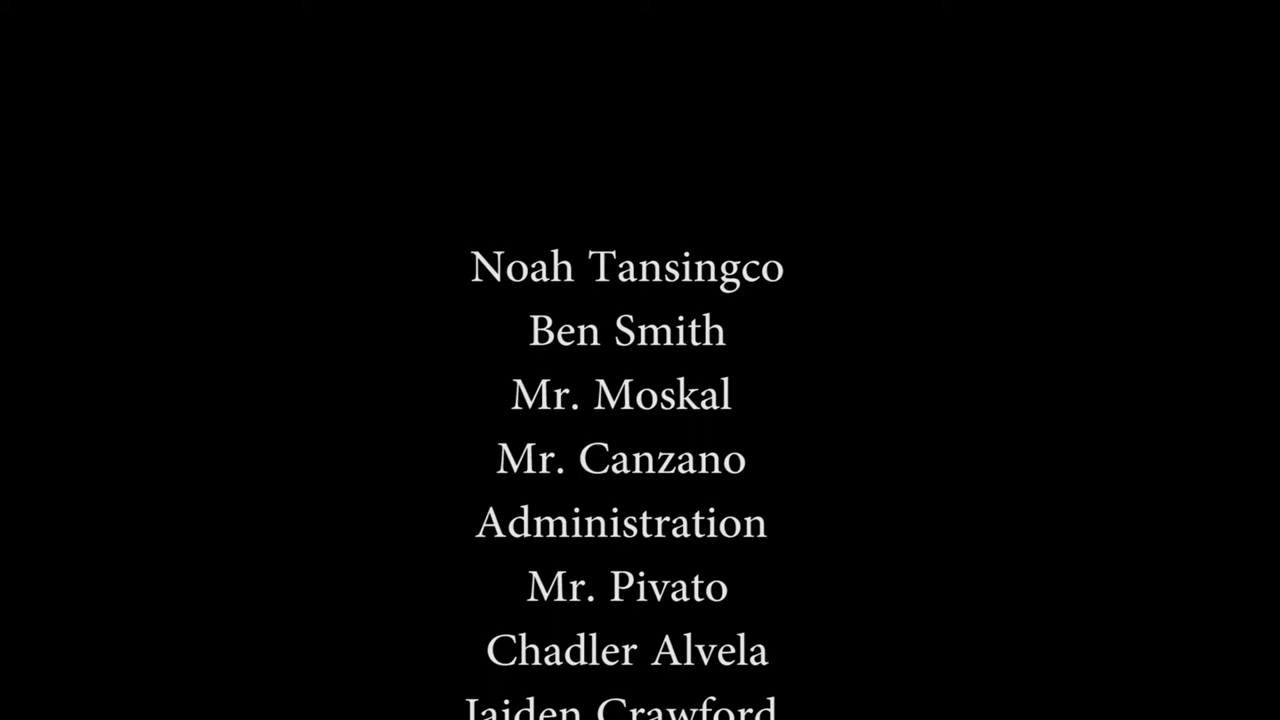 Noah Tansingco
Ben Smith
Mr. Moskal
Mr. Canzano
Administration
Mr. Pivato
Chadler Alvela
Jaiden Crawford